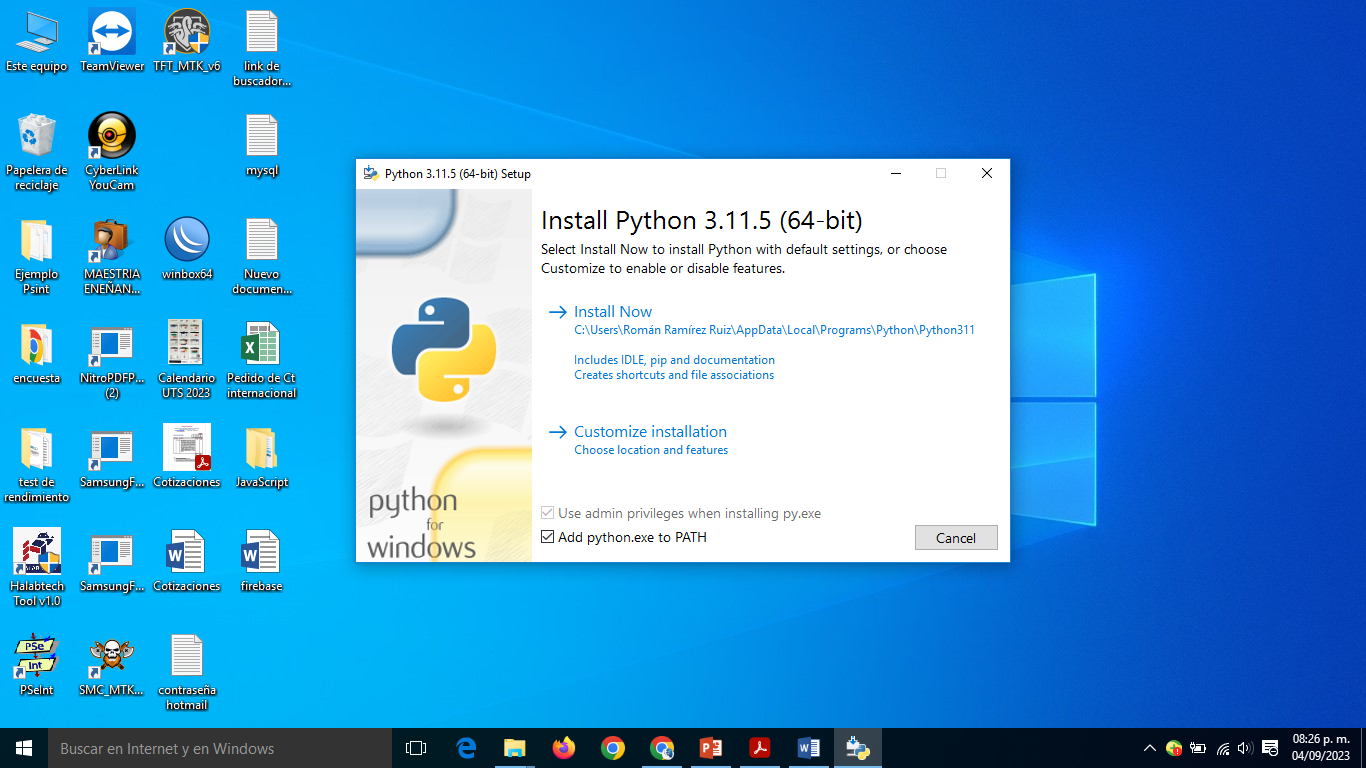 Este equipo
TeamViewer
TFT_MTK_v6
link de
buscador...
Papelera de
reciclaje
CyberLink
YouCam
mysql
Ejemplo
Psint
MAESTRIA
ENEÑAN...
winbox64
Nuevo
documen...
encuesta
NitroPDFP...
(2)
Calendario
UTS 2023
Pedido de Ct
internacional
test de
rendimiento
SamsungF...
Cotizaciones
JavaScript
Halabtech
Tool v1.0
SamsungF...
Cotizaciones
firebase
PSe
Int
PSeInt
SMC_MTK...
contraseña
hotmail
Python 3.11.5 (64-bit) Setup
Install Python 3.11.5 (64-bit)
Select Install Now to install Python with default settings, or choose
Customize to enable or disable features.
Install Now
C:\Users\Román Ramírez Ruiz\AppData\Local\Programs\Python\Python311
Includes IDLE, pip and documentation
Creates shortcuts and file associations
Customize installation
Choose location and features
Use admin privileges when installing py.exe
Add python.exe to PATH
Cancel
python
for
windows
Buscar en Internet y en Windows
08:26 p. m.
04/09/2023